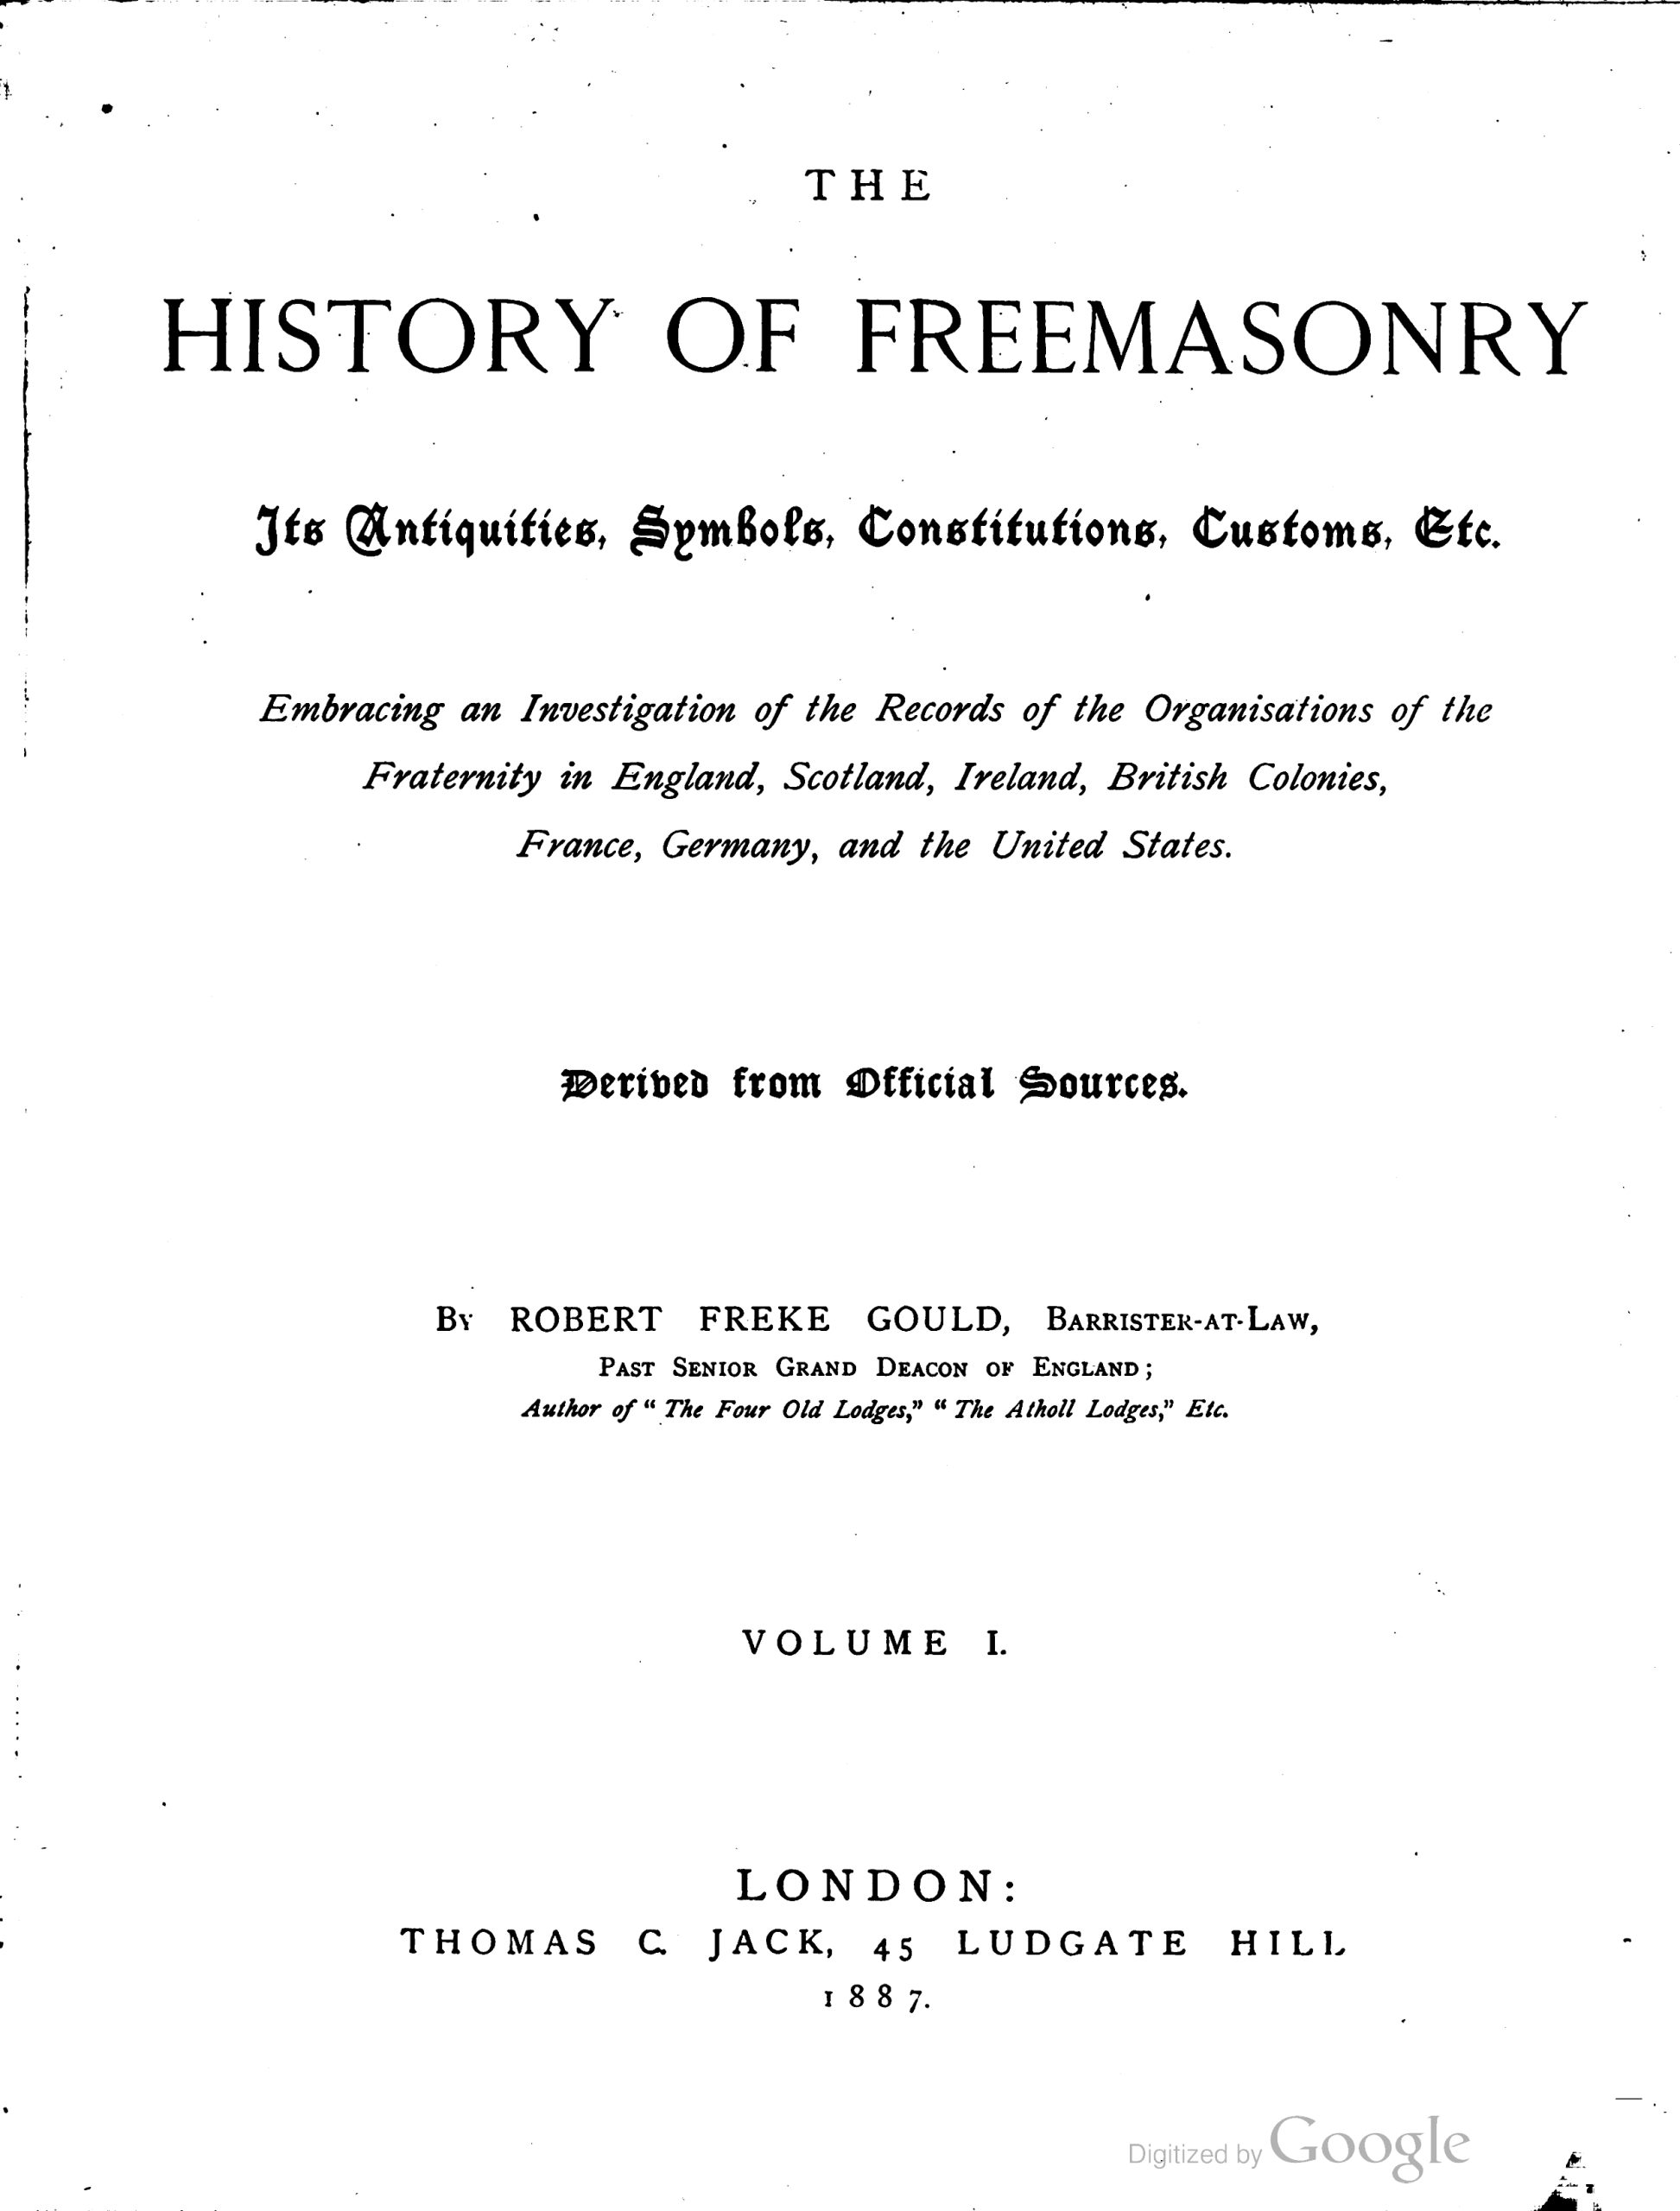 THE
HISTORY OF FREEMASONRY
Its Antiquities, Symbols, Constitutions, Customs, Etc.
Embracing an Investigation of the Records of the Organisations of the
Fraternity in England, Scotland, Ireland, British Colonies,
France, Germany, and the United States.
Derived from Official Sources.
By ROBERT FREKE GOULD, BARRISTER-AT-LAW,
PAST SENIOR GRAND DEACON OF ENGLAND;
Author of “The Four Old Lodges,” “The Atholl Lodges,” Etc.
VOLUME I.
LONDON:
THOMAS C. JACK, 45 LUDGATE HILL
1887.
Digitized by Google